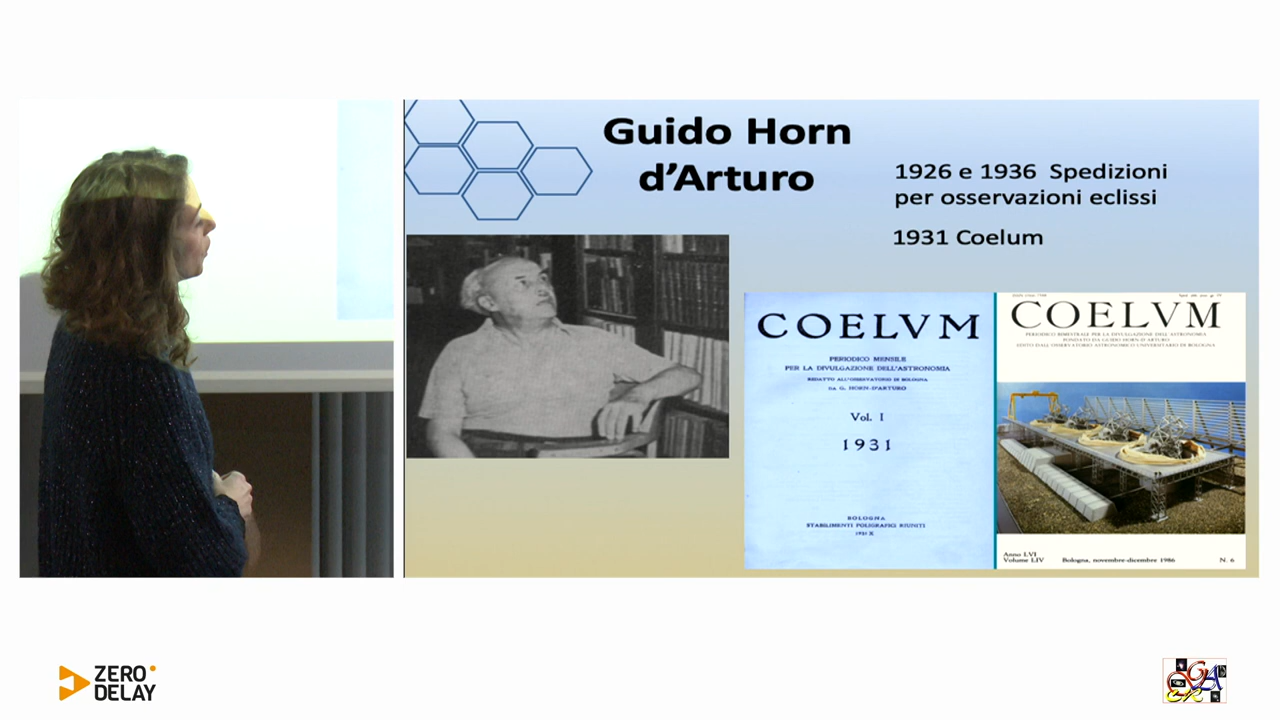 Guido Horn
d’Arturo
1926 e 1936 Spedizioni
per osservazioni eclissi
1931 Coelum
COELVM
PERIODICO MENSILE
PER LA DIVULGAZIONE DELL'ASTRONOMIA
REDATTO ALL'OSSERVATORIO DI BOLOGNA
DA G. HORN-D'ARTURO
Vol. I
1931
BOLOGNA
STABILIMENTI POLIGRAFICI RIUNITI
COELVM
PERIODICO BIMESTRALE PER LA DIVULGAZIONE DELL'ASTRONOMIA
FONDATO DA GUIDO HORN-D'ARTURO
EDITO DALL'OSSERVATORIO ASTRONOMICO UNIVERSITARIO DI BOLOGNA
Anno LVI
Volume LIV Bologna, novembre-dicembre 1986 N. 6
ZERO
DELAY